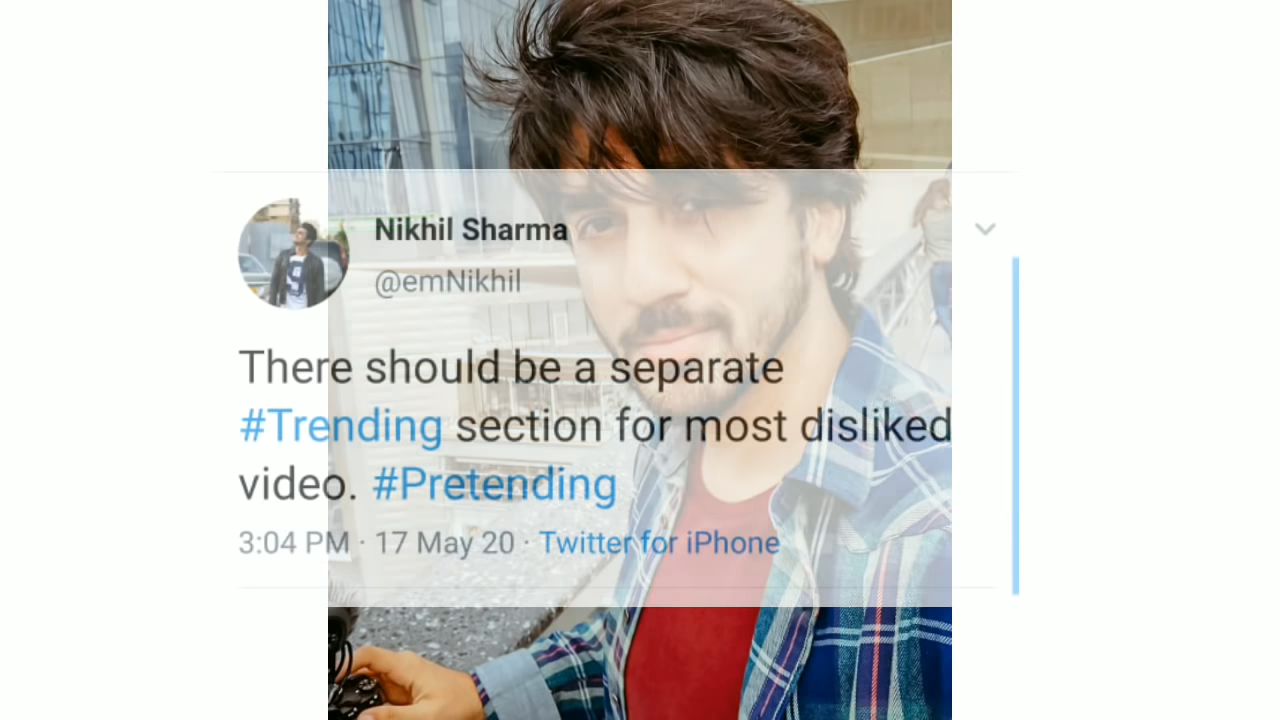 Nikhil Sharma
@emNikhil
There should be a separate
#Trending section for most disliked
video. #Pretending
3:04 PM · 17 May 20 · Twitter for iPhone